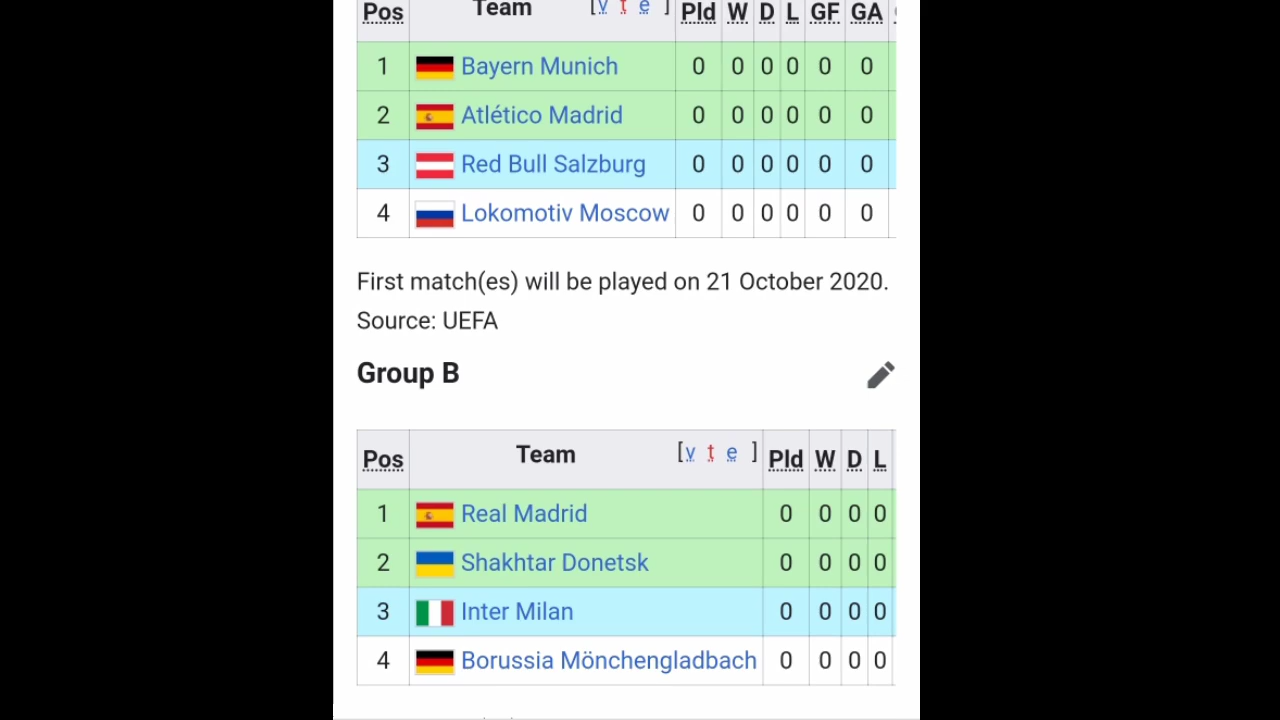 Pos Team [v t e ] Pld W D L GF GA
1 Bayern Munich 0 0 0 0 0 0
2 Atlético Madrid 0 0 0 0 0 0
3 Red Bull Salzburg 0 0 0 0 0 0
4 Lokomotiv Moscow 0 0 0 0 0 0
First match(es) will be played on 21 October 2020.
Source: UEFA
Group B
Pos Team [v t e ] Pld W D L
1 Real Madrid 0 0 0 0
2 Shakhtar Donetsk 0 0 0 0
3 Inter Milan 0 0 0 0
4 Borussia Mönchengladbach 0 0 0 0